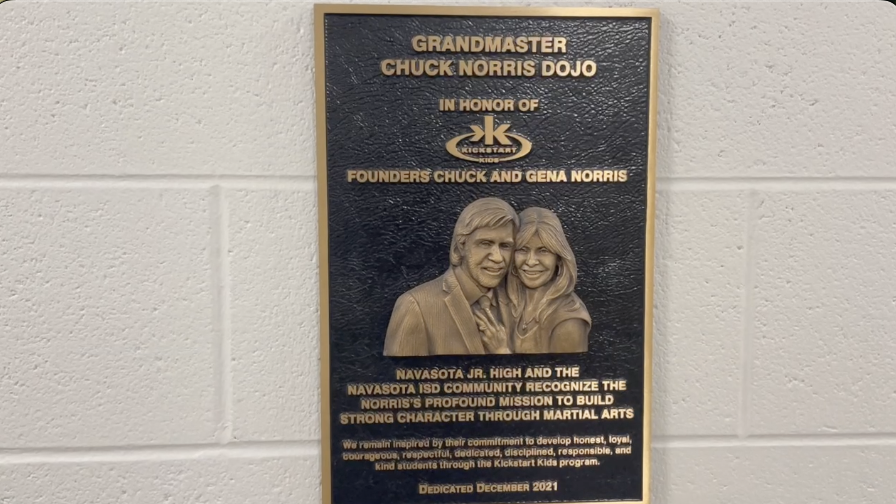 GRANDMASTER
CHUCK NORRIS DOJO
IN HONOR OF
KICKSTART
KIDS
FOUNDERS CHUCK AND GENA NORRIS
NAVASOTA JR. HIGH AND THE
NAVASOTA ISD COMMUNITY RECOGNIZE THE
NORRIS'S PROFOUND MISSION TO BUILD
STRONG CHARACTER THROUGH MARTIAL ARTS
We remain inspired by their commitment to develop honest, loyal,
courageous, respectful, dedicated, disciplined, responsible, and
kind students through the Kickstart Kids program.
DEDICATED DECEMBER 2021